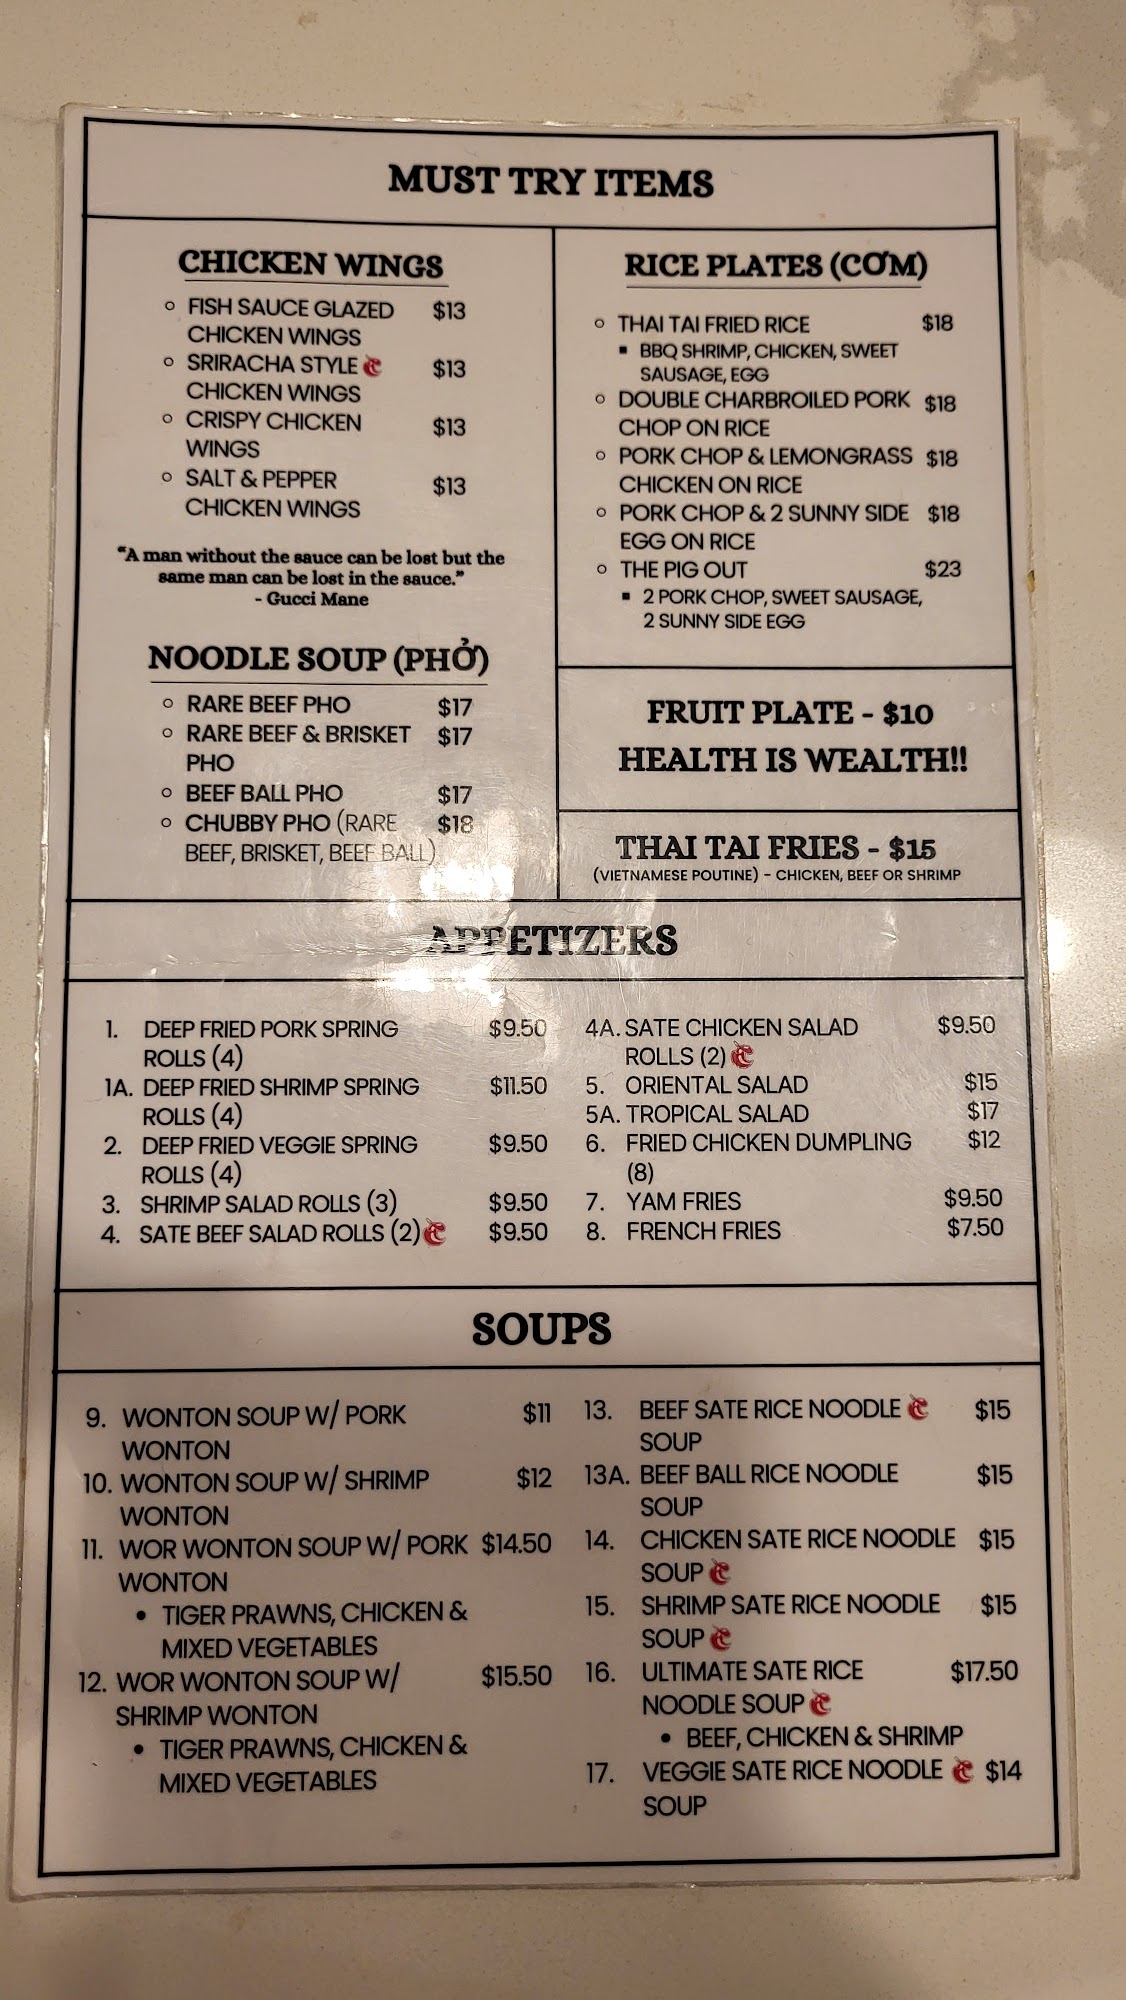 MUST TRY ITEMS
CHICKEN WINGS
FISH SAUCE GLAZED $13
CHICKEN WINGS
SRIRACHA STYLE $13
CHICKEN WINGS
CRISPY CHICKEN $13
WINGS
SALT & PEPPER $13
CHICKEN WINGS
"A man without the sauce can be lost but the
same man can be lost in the sauce."
- Gucci Mane
NOODLE SOUP (PHỞ)
RARE BEEF PHO $17
RARE BEEF & BRISKET $17
PHO
BEEF BALL PHO $17
CHUBBY PHO (RARE $18
BEEF, BRISKET, BEEF BALL)
RICE PLATES (CƠM)
THAI TAI FRIED RICE $18
BBQ SHRIMP, CHICKEN, SWEET
SAUSAGE, EGG
DOUBLE CHARBROILED PORK $18
CHOP ON RICE
PORK CHOP & LEMONGRASS $18
CHICKEN ON RICE
PORK CHOP & 2 SUNNY SIDE $18
EGG ON RICE
THE PIG OUT $23
2 PORK CHOP, SWEET SAUSAGE,
2 SUNNY SIDE EGG
FRUIT PLATE - $10
HEALTH IS WEALTH!!
THAI TAI FRIES - $15
(VIETNAMESE POUTINE) - CHICKEN, BEEF OR SHRIMP
APPETIZERS
1. DEEP FRIED PORK SPRING $9.50
ROLLS (4)
1A. DEEP FRIED SHRIMP SPRING $11.50
ROLLS (4)
2. DEEP FRIED VEGGIE SPRING $9.50
ROLLS (4)
3. SHRIMP SALAD ROLLS (3) $9.50
4. SATE BEEF SALAD ROLLS (2) $9.50
4A. SATE CHICKEN SALAD $9.50
ROLLS (2)
5. ORIENTAL SALAD $15
5A. TROPICAL SALAD $17
6. FRIED CHICKEN DUMPLING $12
(8)
7. YAM FRIES $9.50
8. FRENCH FRIES $7.50
SOUPS
9. WONTON SOUP W/ PORK $11
WONTON
10. WONTON SOUP W/ SHRIMP $12
WONTON
11. WOR WONTON SOUP W/ PORK $14.50
WONTON
• TIGER PRAWNS, CHICKEN &
MIXED VEGETABLES
12. WOR WONTON SOUP W/ $15.50
SHRIMP WONTON
• TIGER PRAWNS, CHICKEN &
MIXED VEGETABLES
13. BEEF SATE RICE NOODLE $15
SOUP
13A. BEEF BALL RICE NOODLE $15
SOUP
14. CHICKEN SATE RICE NOODLE $15
SOUP
15. SHRIMP SATE RICE NOODLE $15
SOUP
16. ULTIMATE SATE RICE $17.50
NOODLE SOUP
• BEEF, CHICKEN & SHRIMP
17. VEGGIE SATE RICE NOODLE $14
SOUP